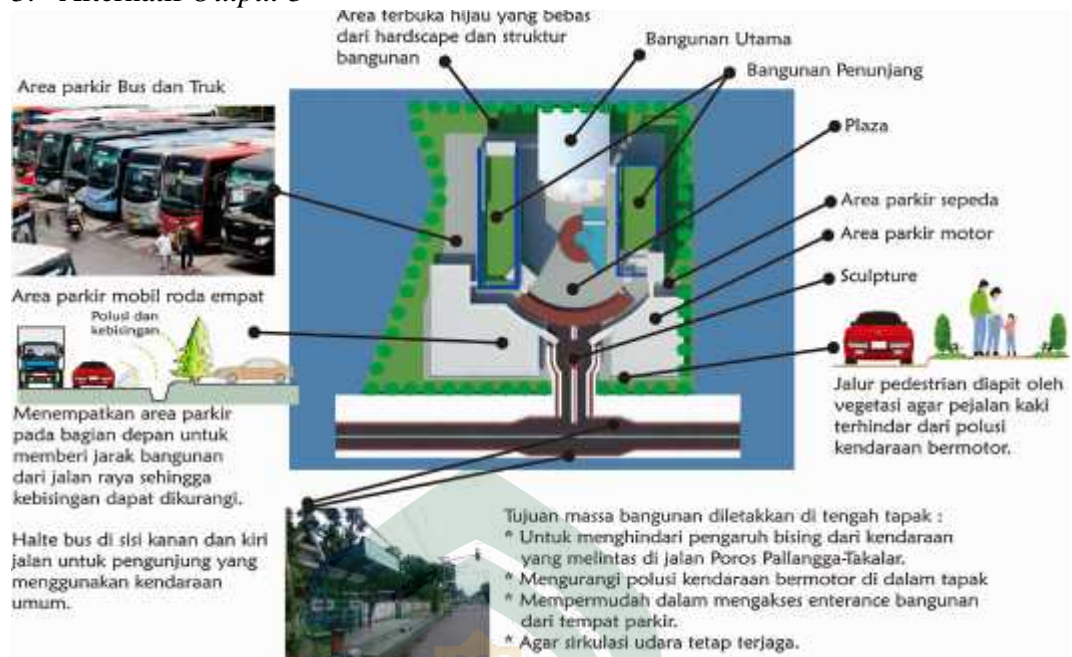 3. Alternatif Output 3
Area terbuka hijau yang bebas
dari hardscape dan struktur
bangunan
Bangunan Utama
Bangunan Penunjang
Area parkir Bus dan Truk
Plaza
Area parkir sepeda
Area parkir motor
Sculpture
Area parkir mobil roda empat
Polusi dan
kebisingan
Menempatkan area parkir
pada bagian depan untuk
memberi jarak bangunan
dari jalan raya sehingga
kebisingan dapat dikurangi.
Halte bus di sisi kanan dan kiri
jalan untuk pengunjung yang
menggunakan kendaraan
umum.
Jalur pedestrian diapit oleh
vegetasi agar pejalan kaki
terhindar dari polusi
kendaraan bermotor.
Tujuan massa bangunan diletakkan di tengah tapak :
* Untuk menghindari pengaruh bising dari kendaraan
yang melintas di jalan Poros Pallangga-Takalar.
* Mengurangi polusi kendaraan bermotor di dalam tapak
* Mempermudah dalam mengakses enterance bangunan
dari tempat parkir.
* Agar sirkulasi udara tetap terjaga.